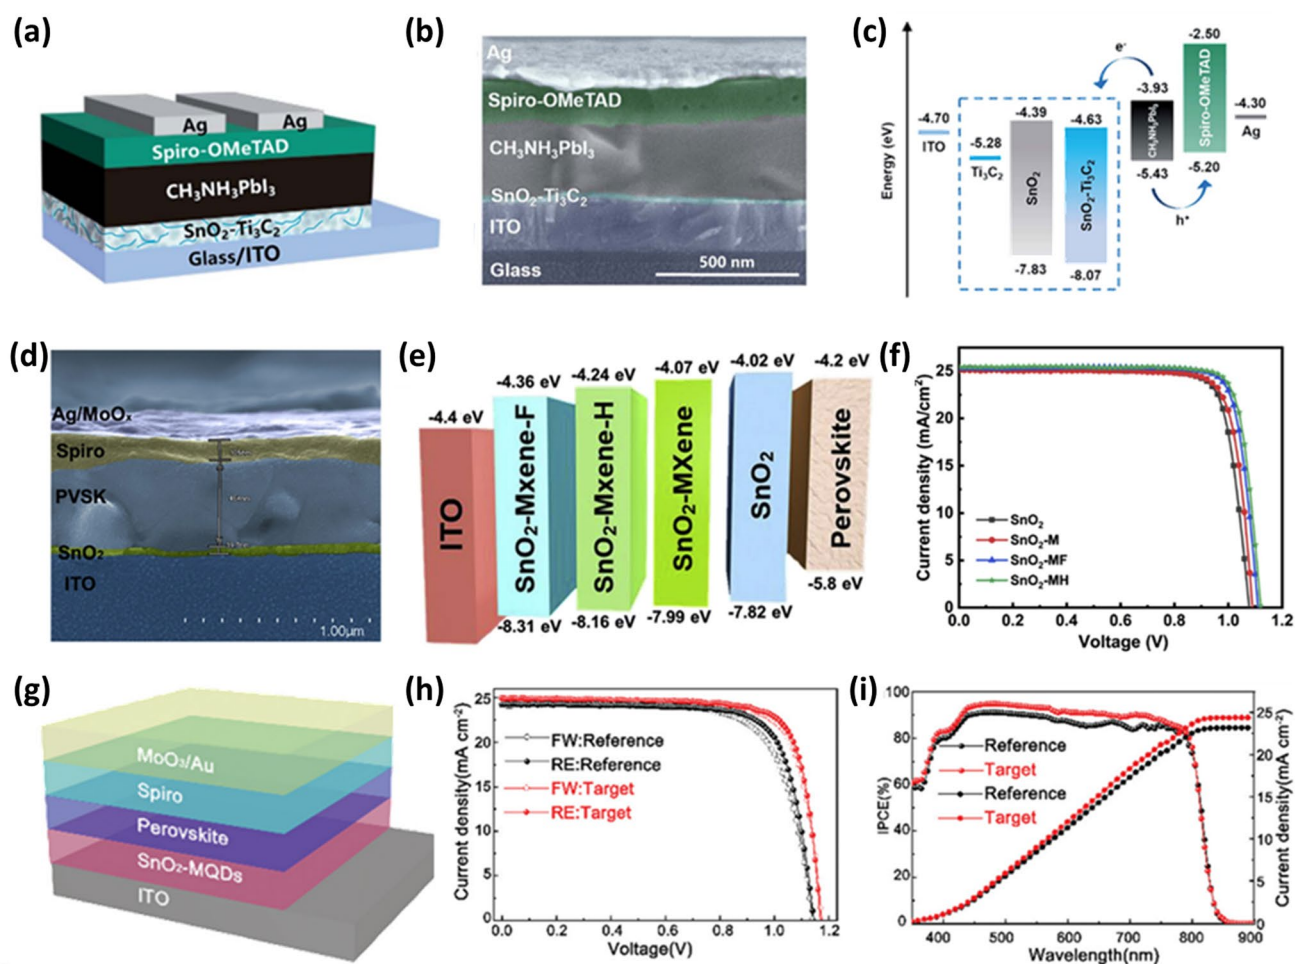 (a)
Ag
Ag
Spiro-OMeTAD
CH₃NH₃PbI₃
SnO₂-Ti₃C₂
Glass/ITO
(b)
Ag
Spiro-OMeTAD
CH₃NH₃PbI₃
SnO₂-Ti₃C₂
ITO
500 nm
Glass
(c)
Energy (eV)
-4.70
ITO
-5.28
Ti₃C₂
-4.39
SnO₂
-7.83
-4.63
SnO₂-Ti₃C₂
-8.07
e⁻
-3.93
CH₃NH₃PbI₃
-5.43
h⁺
-2.50
Spiro-OMeTAD
-5.20
-4.30
Ag
(d)
Ag/MoOₓ
Spiro
PVSK
SnO₂
ITO
1.00μm
(e)
-4.4 eV
ITO
-4.36 eV
SnO₂-Mxene-F
-8.31 eV
-4.24 eV
SnO₂-Mxene-H
-8.16 eV
-4.07 eV
SnO₂-MXene
-7.99 eV
-4.02 eV
SnO₂
-7.82 eV
-4.2 eV
Perovskite
-5.8 eV
(f)
Current density (mA/cm²)
25
20
15
10
5
0
SnO₂
SnO₂-M
SnO₂-MF
SnO₂-MH
0.0 0.2 0.4 0.6 0.8 1.0 1.2
Voltage (V)
(g)
MoO₃/Au
Spiro
Perovskite
SnO₂-MQDs
ITO
(h)
Current density(mA cm⁻²)
25
20
15
10
5
0
FW:Reference
RE:Reference
FW:Target
RE:Target
0.0 0.2 0.4 0.6 0.8 1.0 1.2
Voltage(V)
(i)
IPCE(%)
100
80
60
40
20
0
Reference
Target
Reference
Target
25
20
15
10
5
0
Current density(mA cm⁻²)
400 500 600 700 800 900
Wavelength(nm)